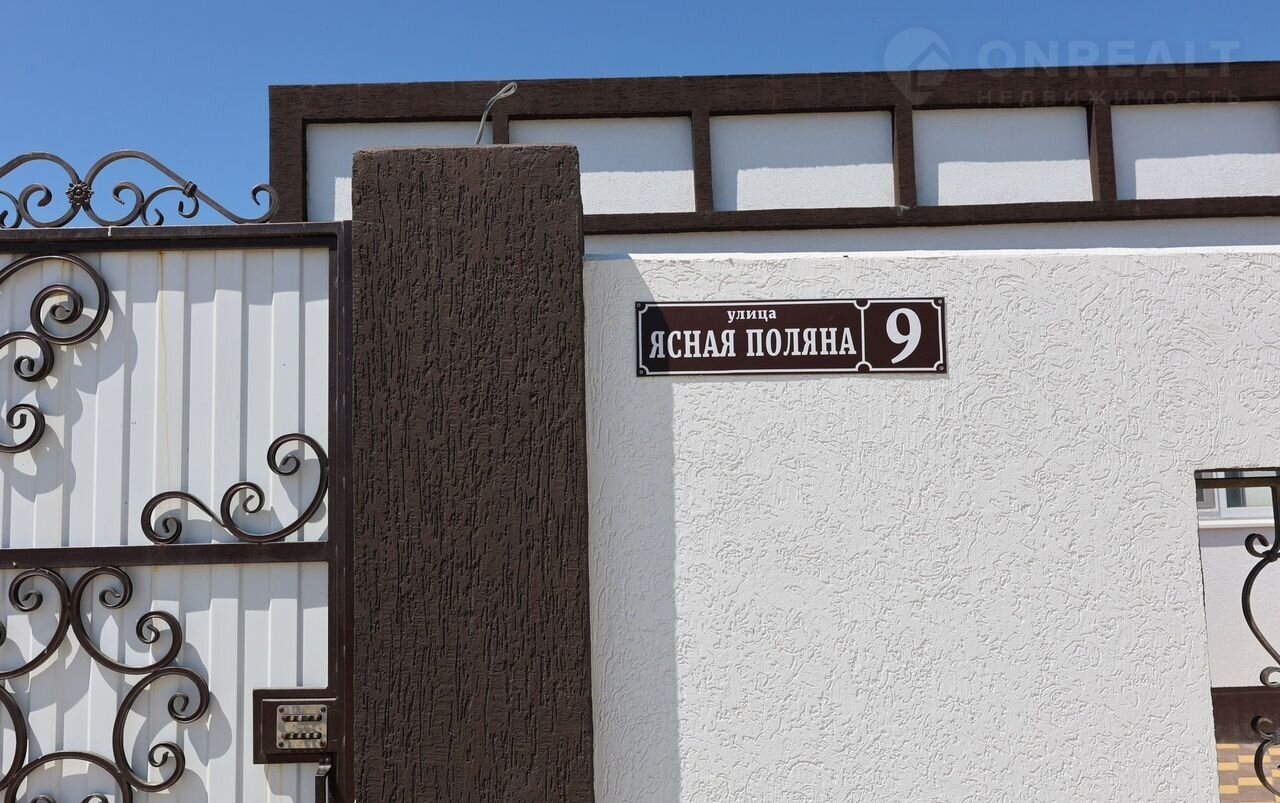 ONREALT
НЕДВИЖИМОСТЬ
улица
ЯСНАЯ ПОЛЯНА
9